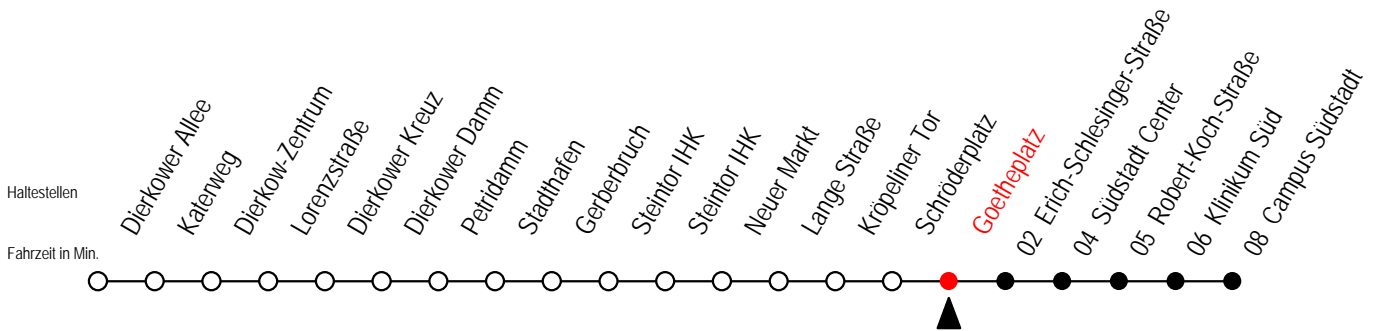 Haltestellen
Dierkower Allee
Katerweg
Dierkow-Zentrum
Lorenzstraße
Dierkower Kreuz
Dierkower Damm
Petridamm
Stadthafen
Gerberbruch
Steintor IHK
Steintor IHK
Neuer Markt
Lange Straße
Kröpeliner Tor
Schröderplatz
Goetheplatz
02 Erich-Schlesinger-Straße
04 Südstadt Center
05 Robert-Koch-Straße
06 Klinikum Süd
08 Campus Südstadt
Fahrzeit in Min.